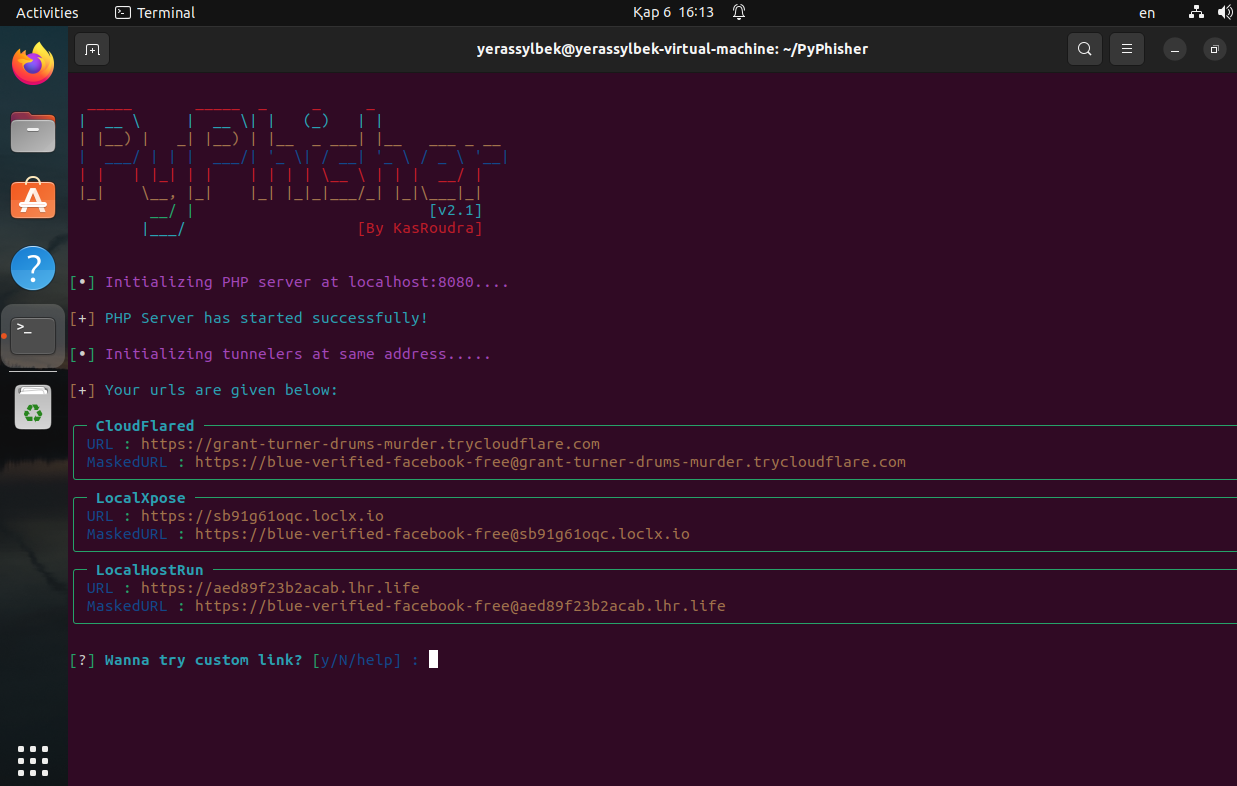 Activities
Terminal
Қар 6 16:13
en
yerassylbek@yerassylbek-virtual-machine: ~/PyPhisher
PyPhisher
[v2.1]
[By KasRoudra]
[•] Initializing PHP server at localhost:8080....
[+] PHP Server has started successfully!
[•] Initializing tunnelers at same address.....
[+] Your urls are given below:
CloudFlared
URL : https://grant-turner-drums-murder.trycloudflare.com
MaskedURL : https://blue-verified-facebook-free@grant-turner-drums-murder.trycloudflare.com
LocalXpose
URL : https://sb91g61oqc.loclx.io
MaskedURL : https://blue-verified-facebook-free@sb91g61oqc.loclx.io
LocalHostRun
URL : https://aed89f23b2acab.lhr.life
MaskedURL : https://blue-verified-facebook-free@aed89f23b2acab.lhr.life
[?] Wanna try custom link? [y/N/help] :